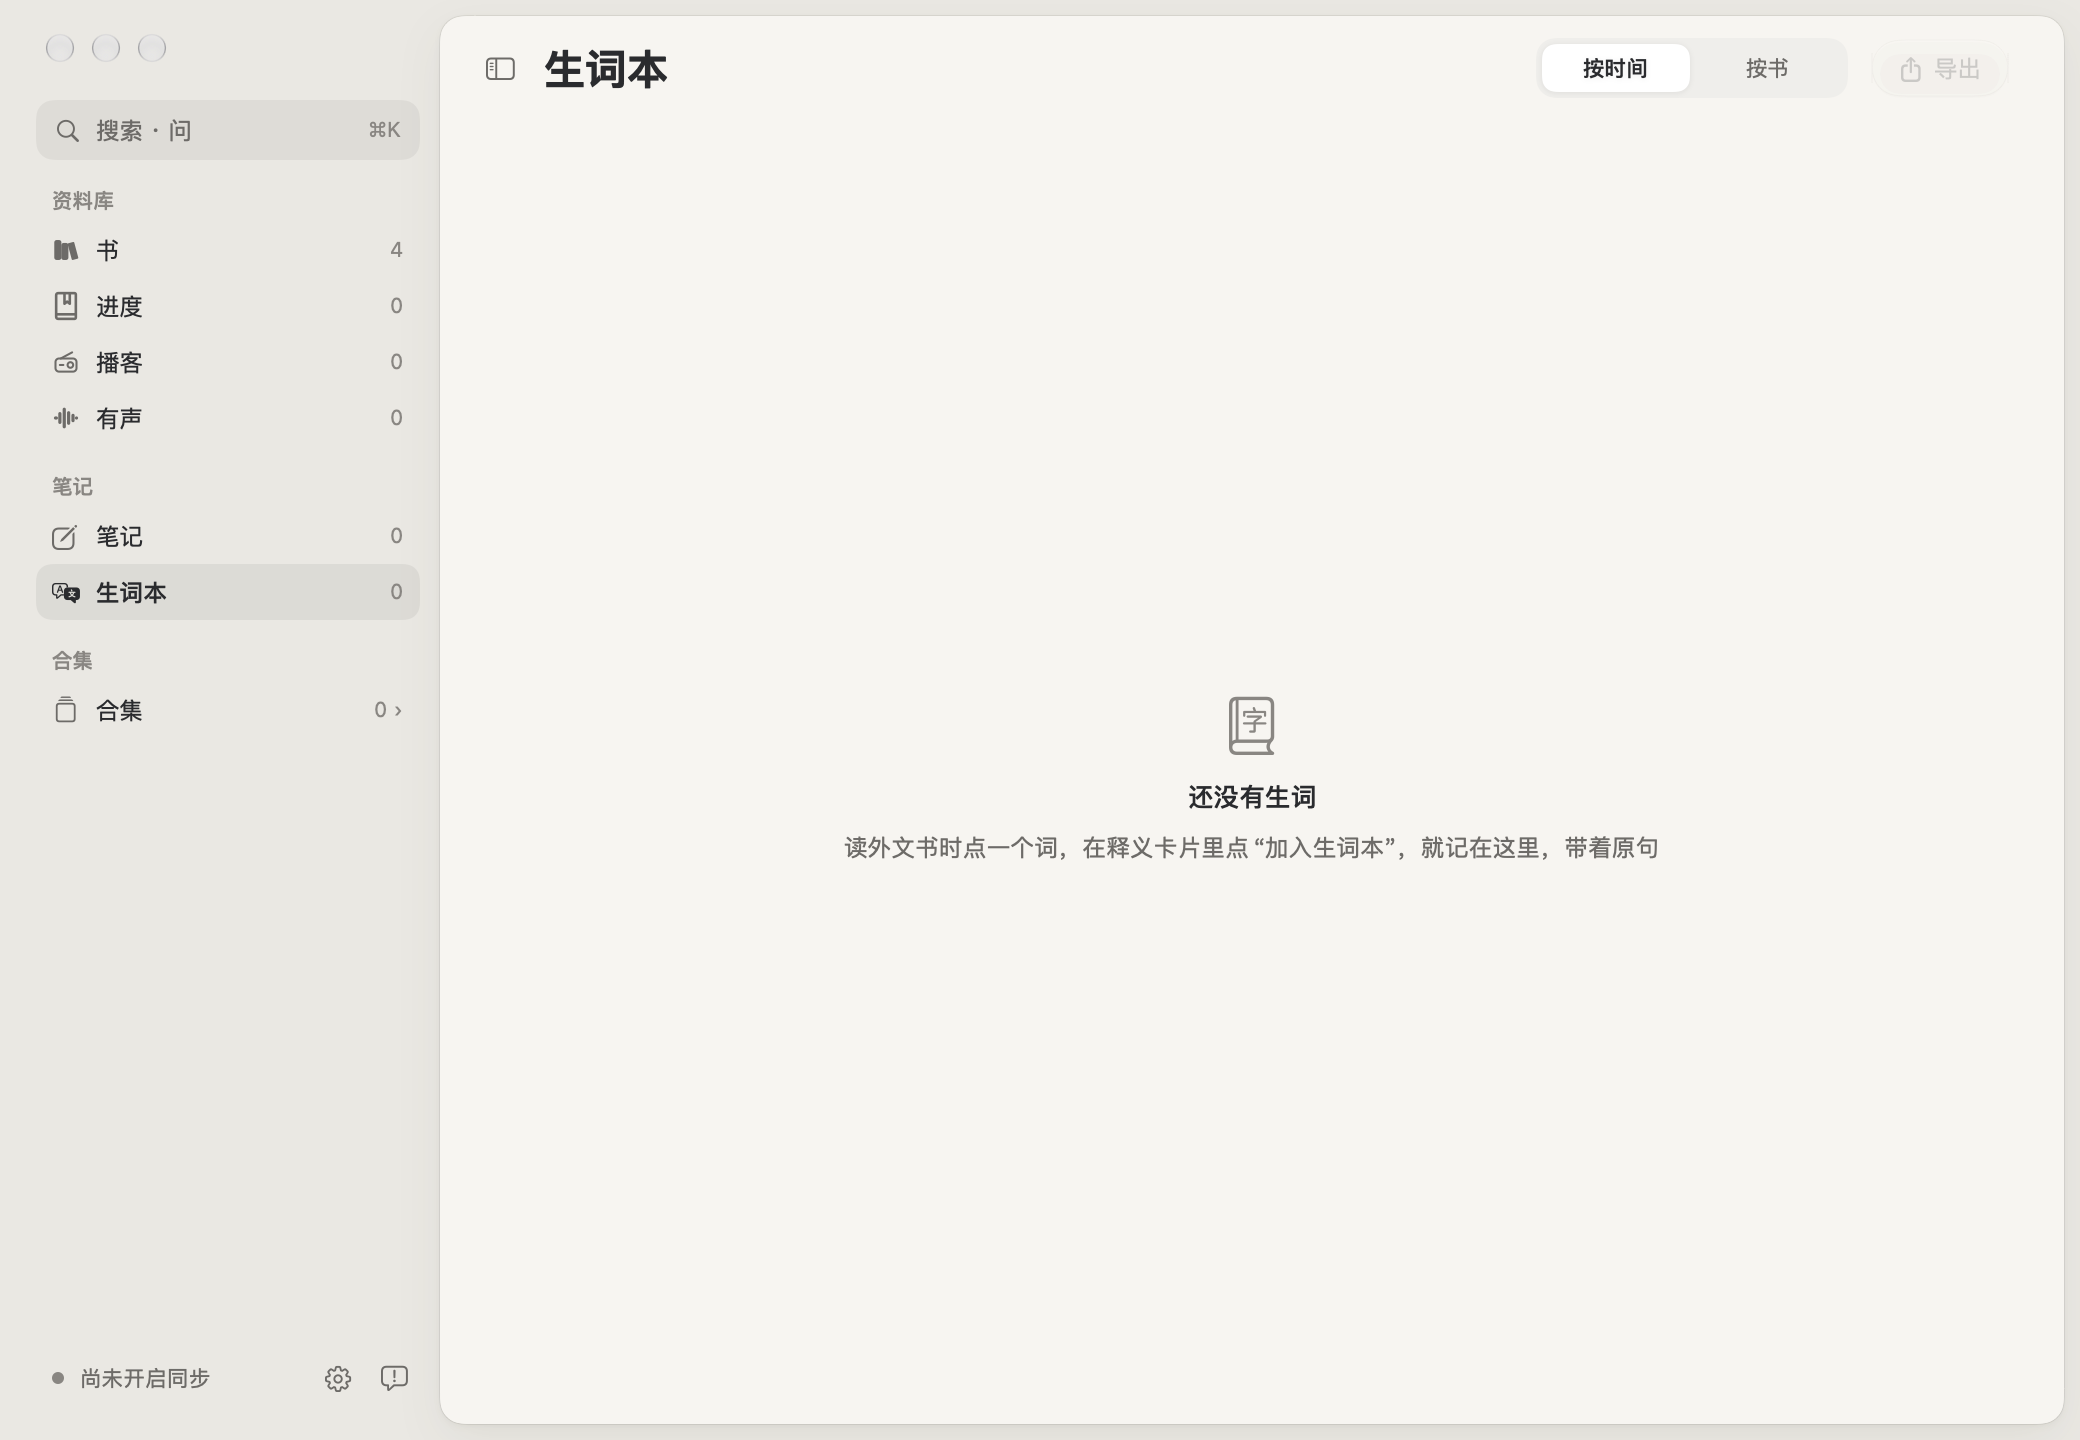 搜索 · 问 ⌘K
资料库
书 4
进度 0
播客 0
有声 0
笔记
笔记 0
生词本 0
合集
合集 0 ›
尚未开启同步
生词本
按时间 按书 导出
字
还没有生词
读外文书时点一个词，在释义卡片里点“加入生词本”，就记在这里，带着原句